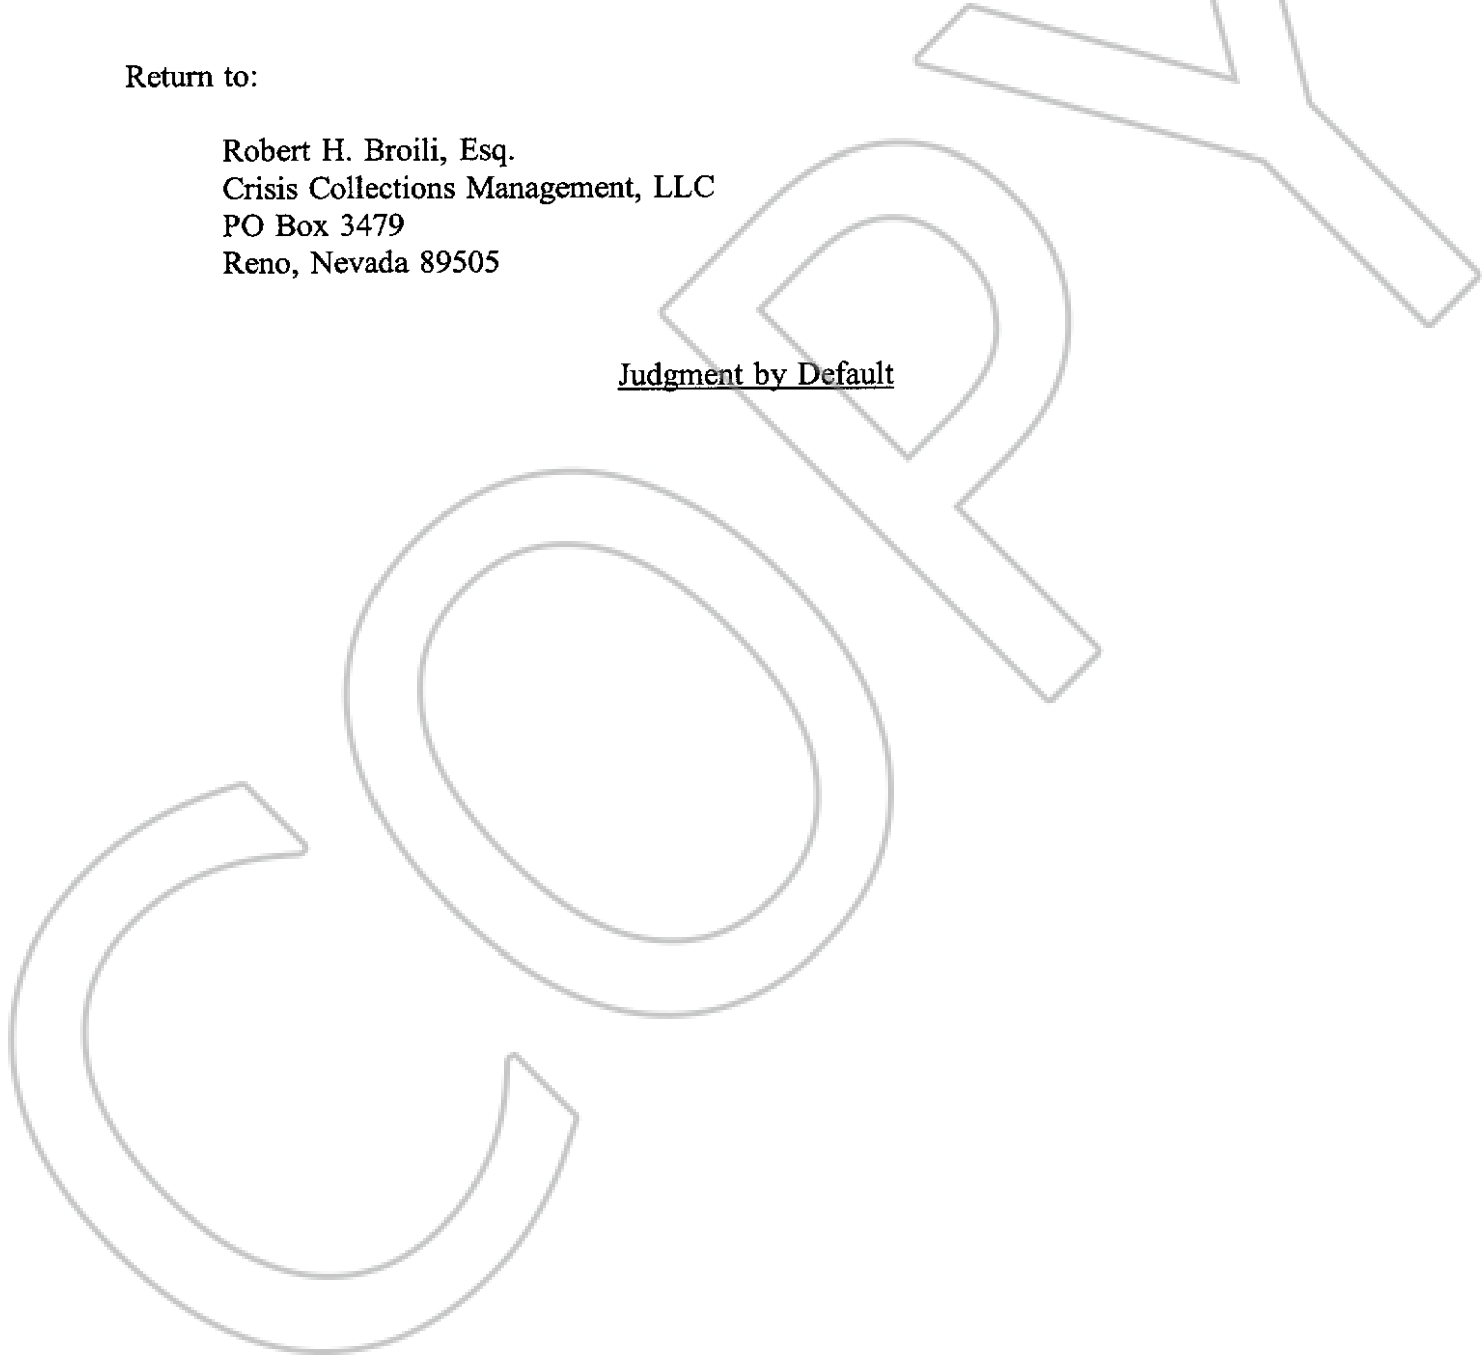 Return to:
Robert H. Broili, Esq.
Crisis Collections Management, LLC
PO Box 3479
Reno, Nevada 89505
Judgment by Default
COPY